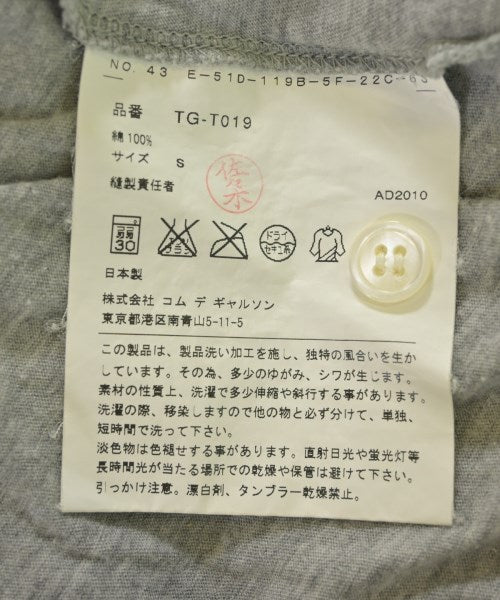 NO. 43 E-51D-119B-5F-22C-63
品番 TG-T019
綿 100%
サイズ S
佐々木
縫製責任者
AD2010
弱 30
ドライ セキユ系
日本製
株式会社 コム デ ギャルソン
東京都港区南青山5-11-5
この製品は、製品洗い加工を施し、独特の風合いを生か
しています。その為、多少のゆがみ、シワが生じます。
素材の性質上、洗濯で多少伸縮や斜行する事があります。
洗濯の際、移染しますので他の物と必ず分けて、単独、
短時間で洗って下さい。
淡色物は色褪せする事があります。直射日光や蛍光灯等
長時間光が当たる場所での乾燥や保管は避けて下さい。
引っかけ注意。漂白剤、タンブラー乾燥禁止。